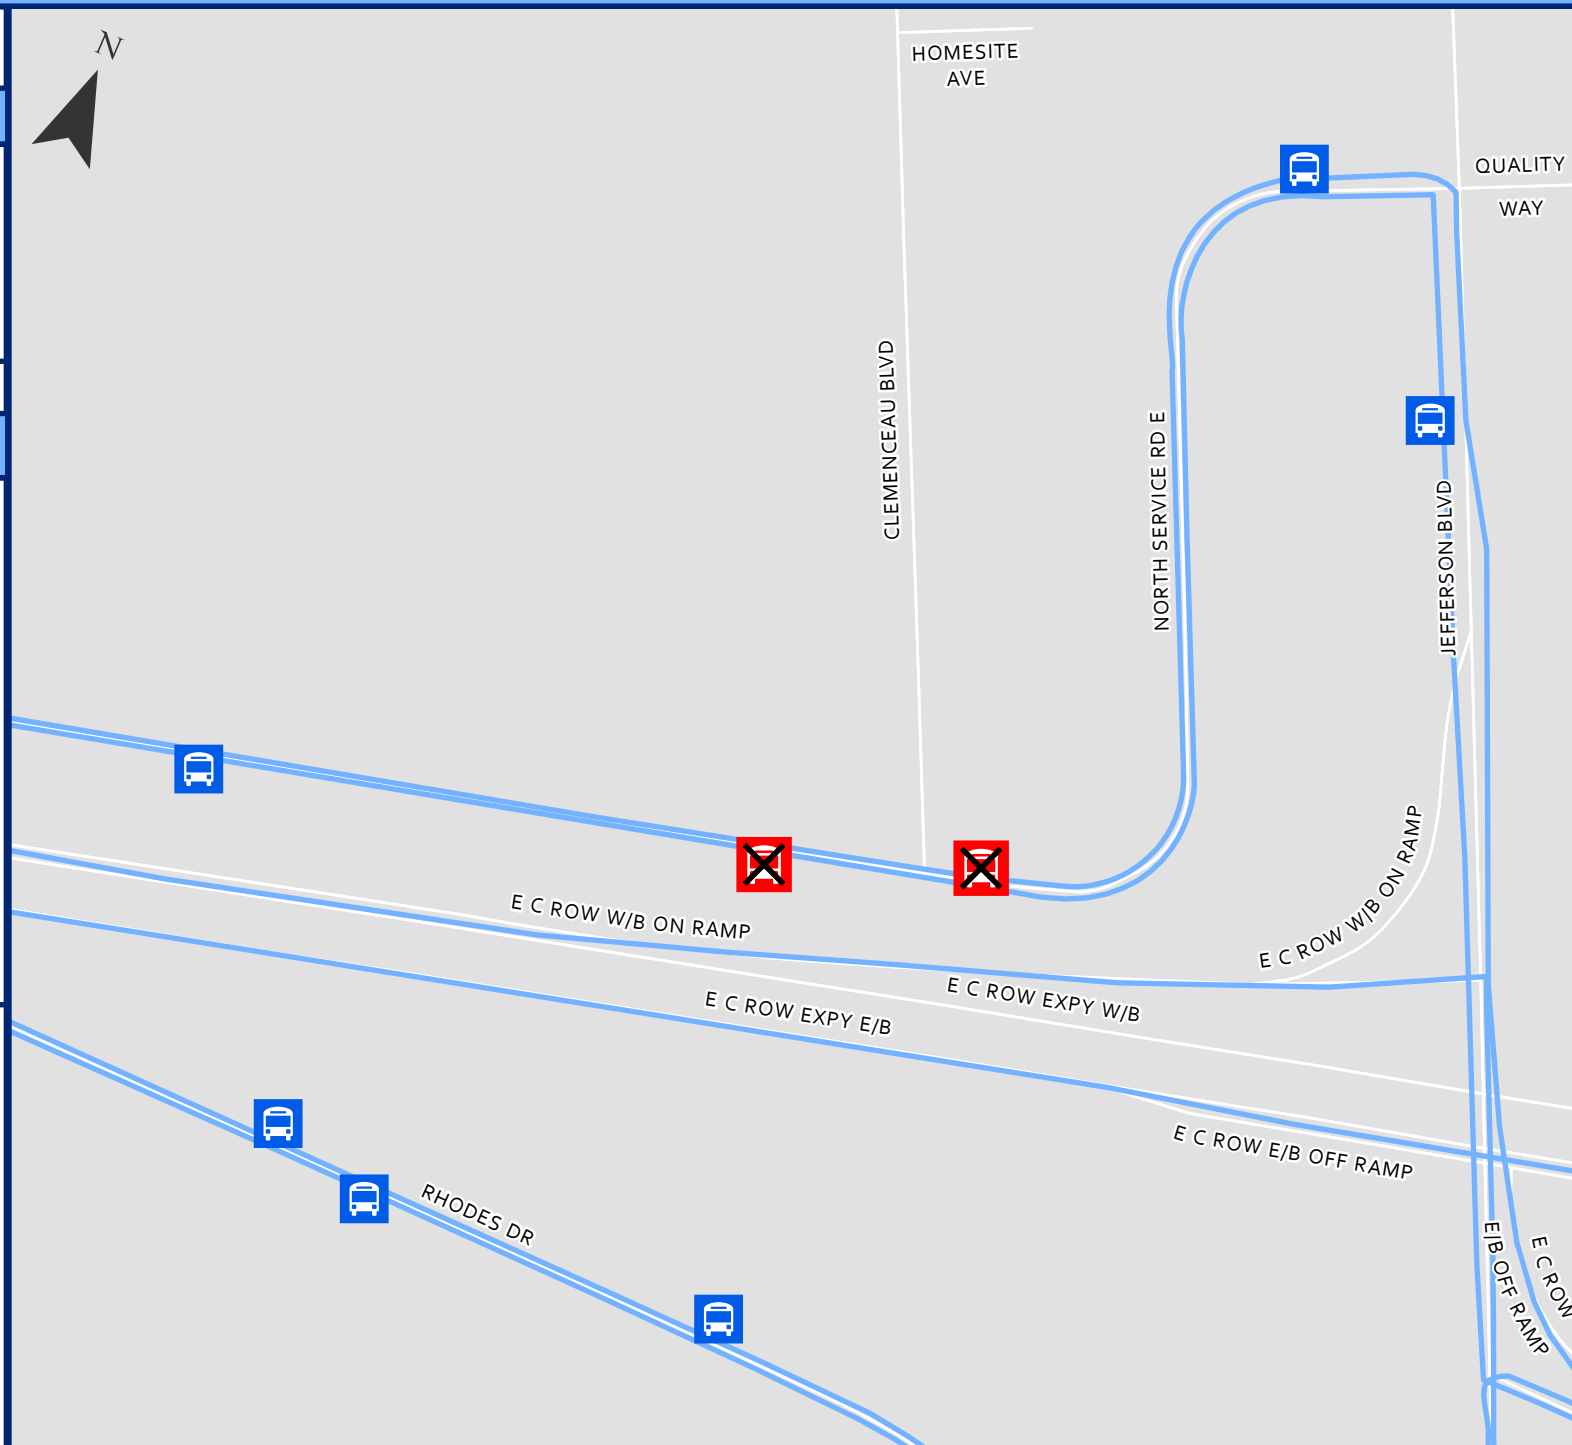 N
HOMESITE
AVE
QUALITY
WAY
CLEMENCEAU BLVD
NORTH SERVICE RD E
JEFFERSON BLVD
E C ROW W/B ON RAMP
E C ROW W/B ON RAMP
E C ROW EXPY W/B
E C ROW EXPY E/B
E C ROW E/B OFF RAMP
RHODES DR
E/B OFF RAMP
E C ROW